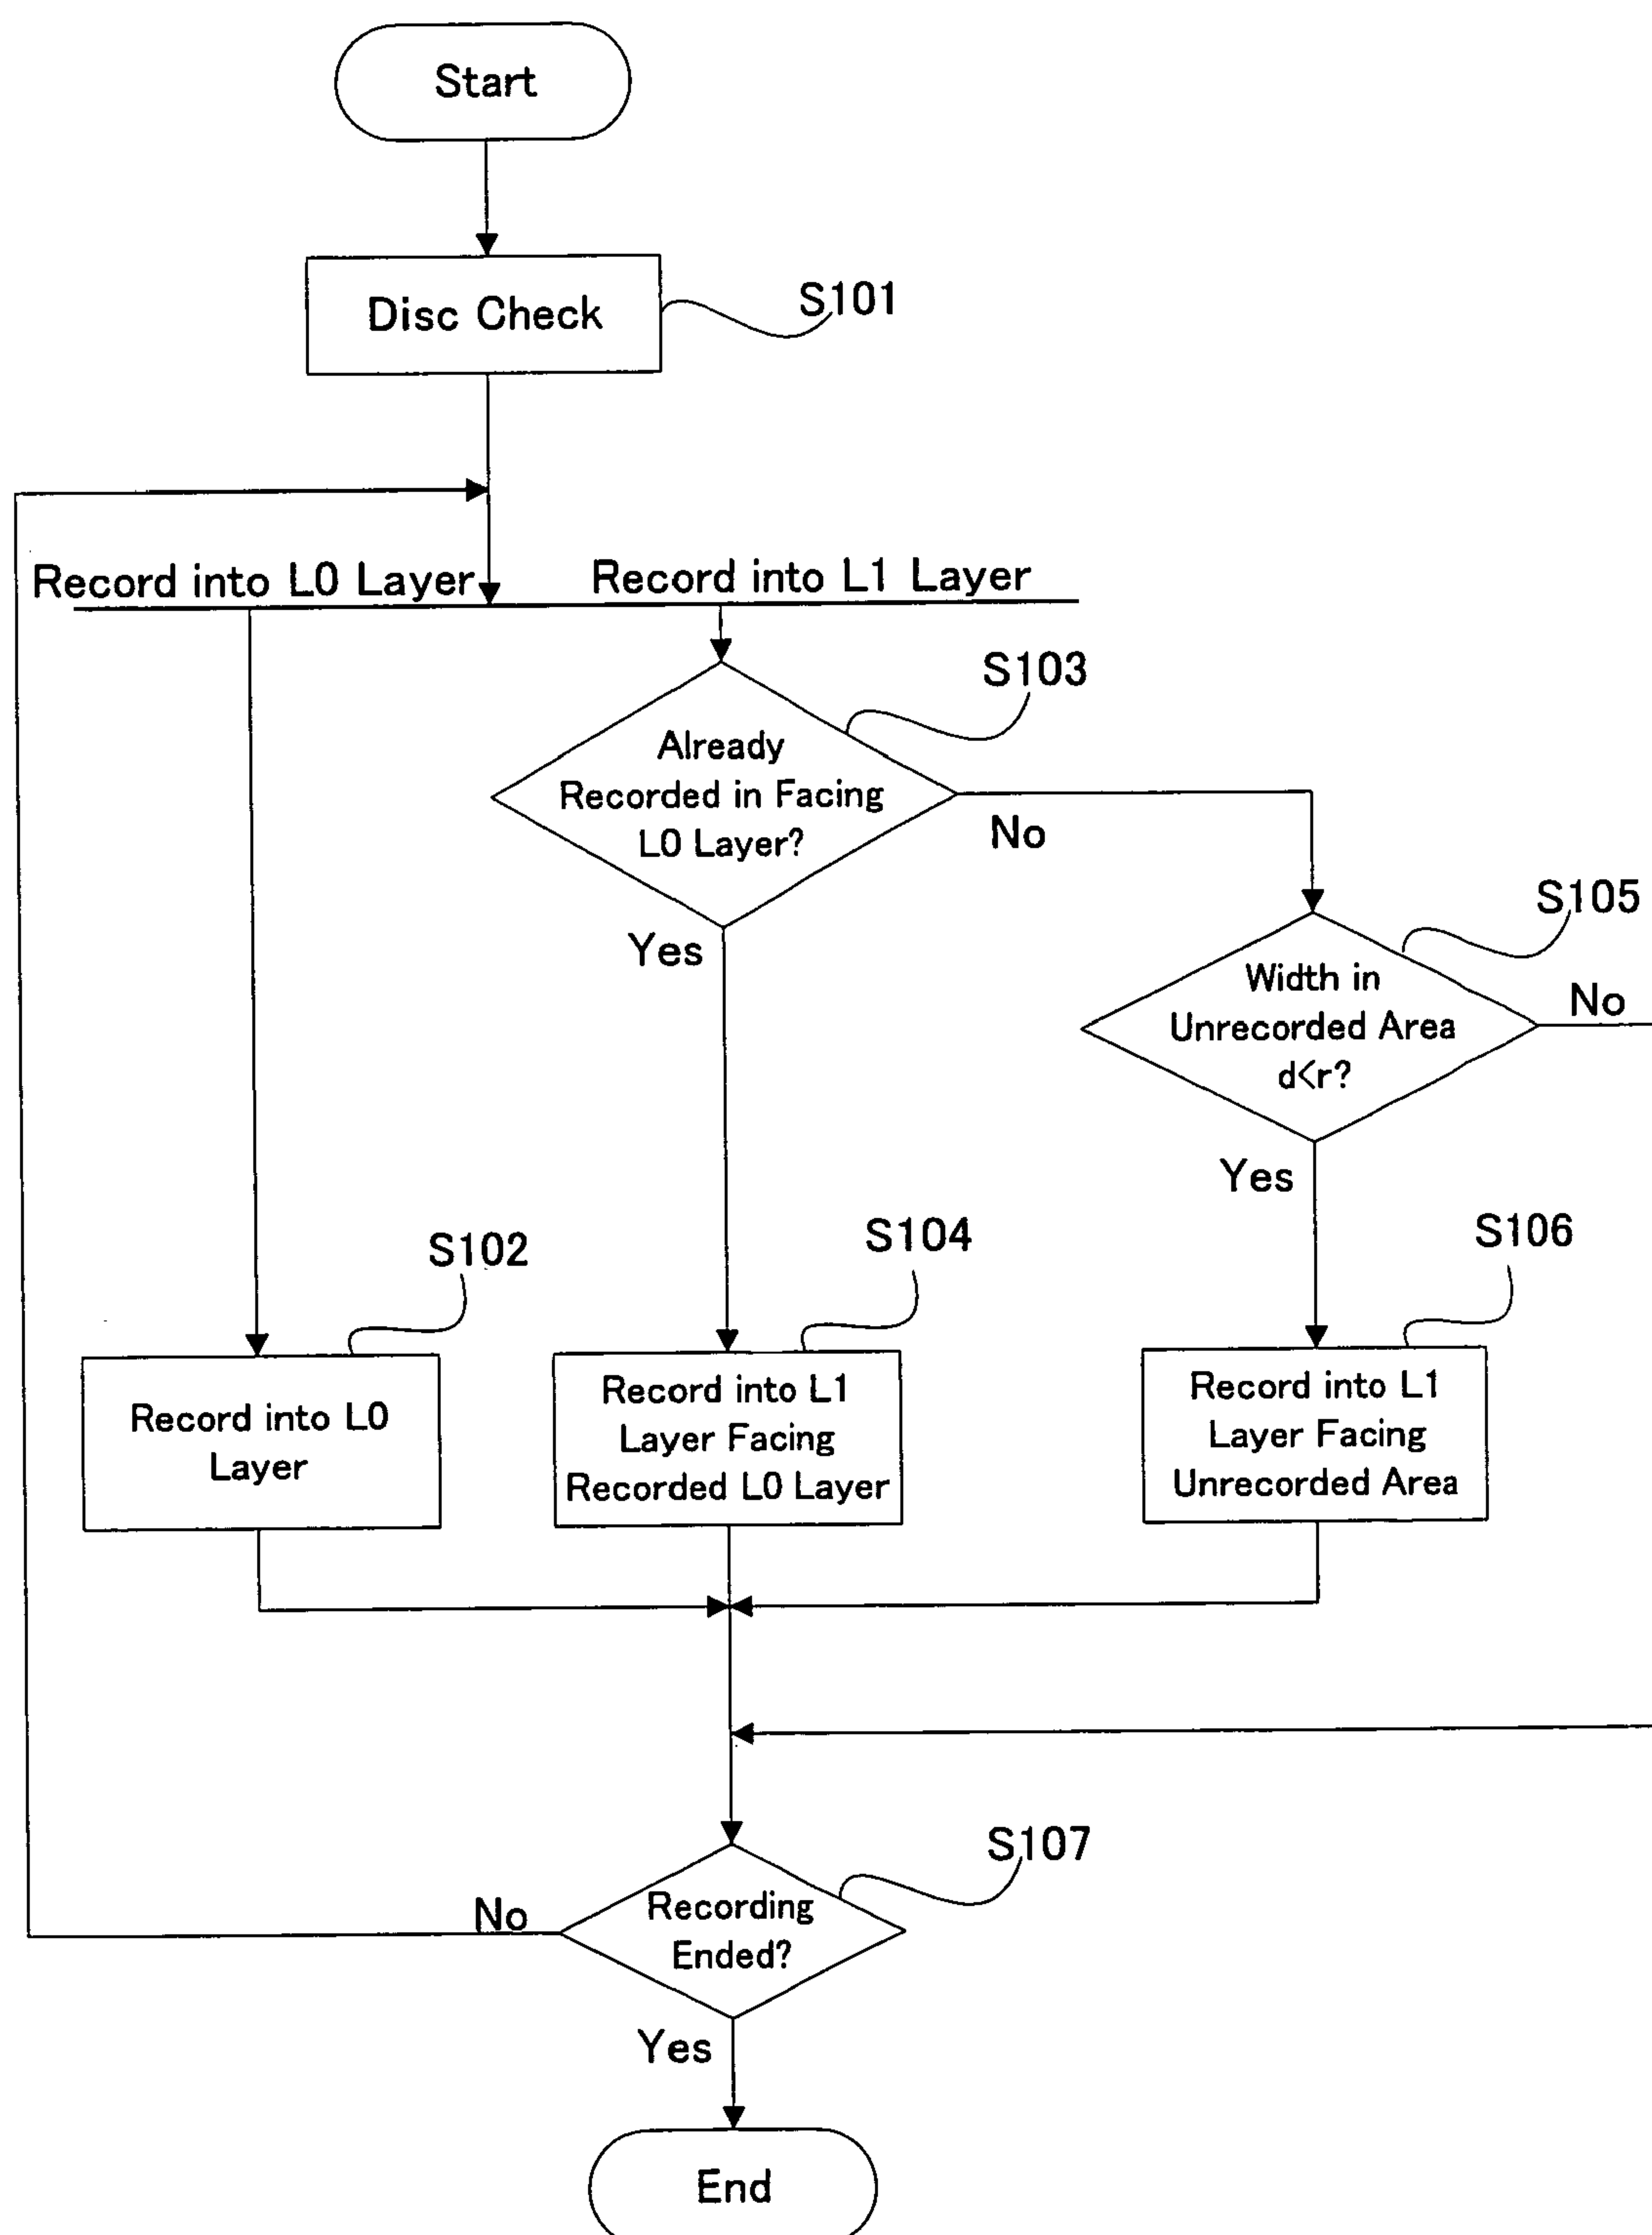 Start
Disc Check
S101
Record into L0 Layer
Record into L1 Layer
S103
Already
Recorded in Facing
L0 Layer?
No
Yes
S105
Width in
Unrecorded Area
d<r?
No
Yes
S102
Record into L0
Layer
S104
Record into L1
Layer Facing
Recorded L0 Layer
S106
Record into L1
Layer Facing
Unrecorded Area
S107
Recording
Ended?
No
Yes
End